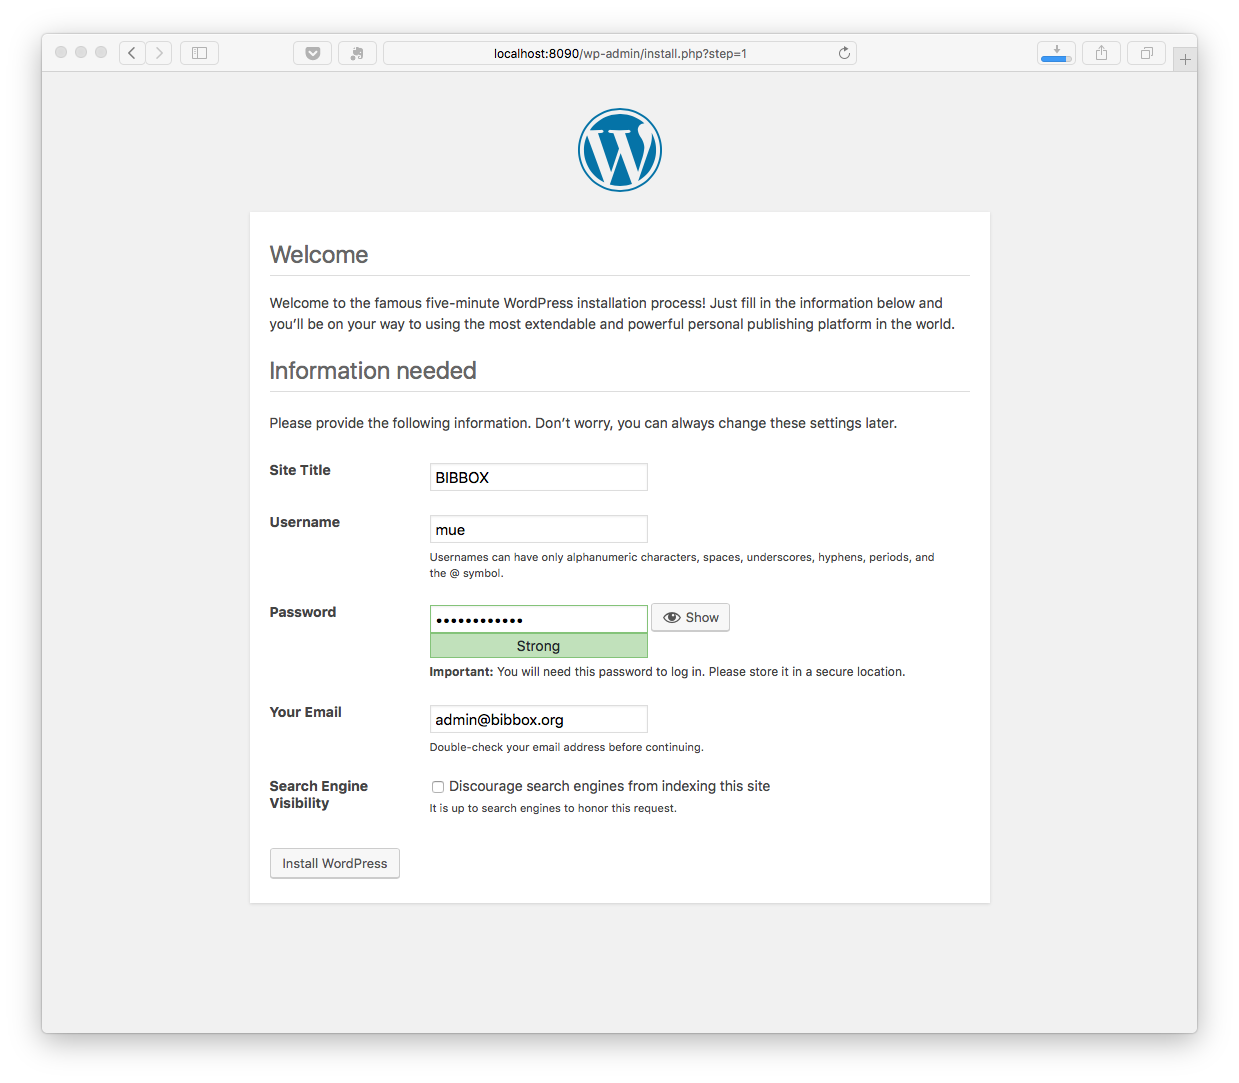 localhost:8090/wp-admin/install.php?step=1
Welcome
Welcome to the famous five-minute WordPress installation process! Just fill in the information below and
you’ll be on your way to using the most extendable and powerful personal publishing platform in the world.
Information needed
Please provide the following information. Don’t worry, you can always change these settings later.
Site Title
BIBBOX
Username
mue
Usernames can have only alphanumeric characters, spaces, underscores, hyphens, periods, and
the @ symbol.
Password
••••••••••••
Show
Strong
Important: You will need this password to log in. Please store it in a secure location.
Your Email
admin@bibbox.org
Double-check your email address before continuing.
Search Engine
Visibility
Discourage search engines from indexing this site
It is up to search engines to honor this request.
Install WordPress